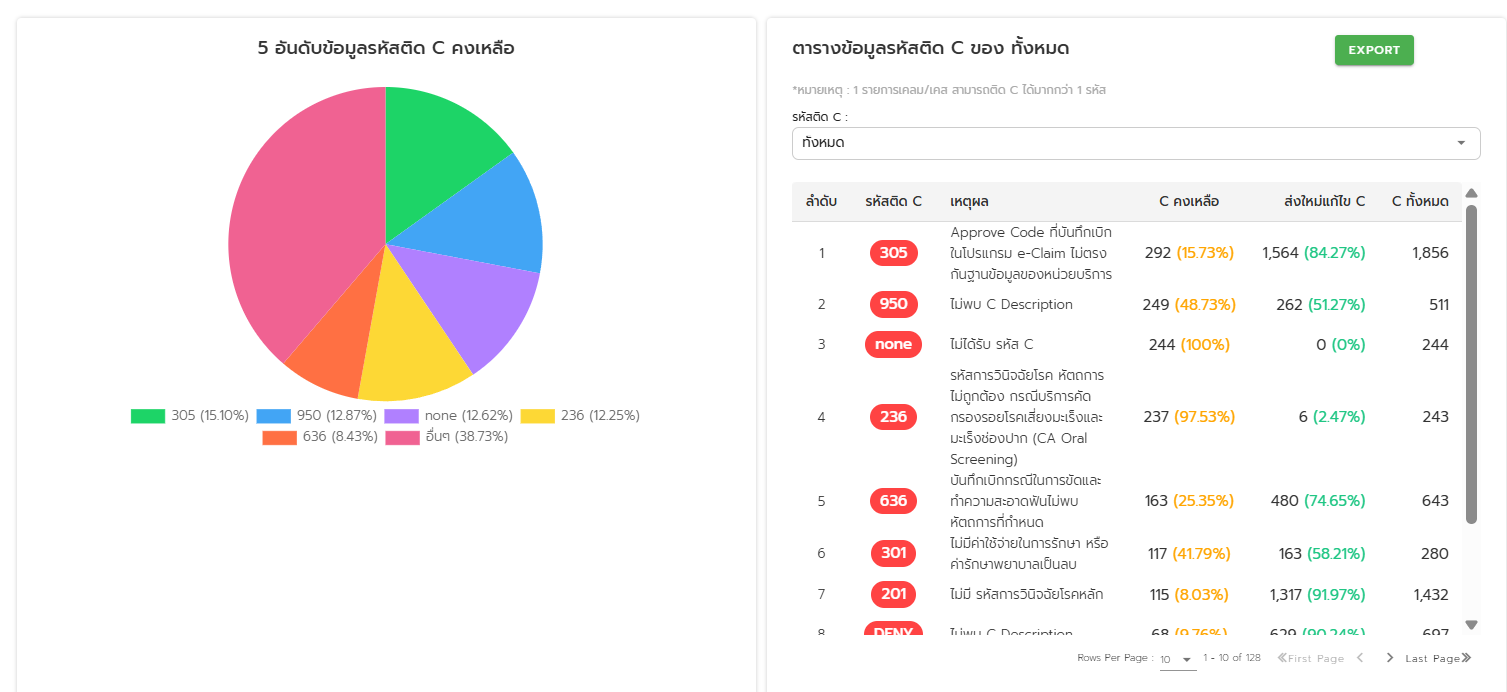 5 อันดับข้อมูลรหัสติด C คงเหลือ
305 (15.10%) 950 (12.87%) none (12.62%) 236 (12.25%)
636 (8.43%) อื่นๆ (38.73%)
ตารางข้อมูลรหัสติด C ของ ทั้งหมด
EXPORT
*หมายเหตุ : 1 รายการเคลม/เคส สามารถติด C ได้มากกว่า 1 รหัส
รหัสติด C :
ทั้งหมด
ลำดับ รหัสติด C เหตุผล C คงเหลือ ส่งใหม่แก้ไข C C ทั้งหมด
Approve Code ที่บันทึกเบิก
1 305 ในโปรแกรม e-Claim ไม่ตรง 292 (15.73%) 1,564 (84.27%) 1,856
กับฐานข้อมูลของหน่วยบริการ
2 950 ไม่พบ C Description 249 (48.73%) 262 (51.27%) 511
3 none ไม่ได้รับ รหัส C 244 (100%) 0 (0%) 244
รหัสการวินิจฉัยโรค หัตถการ
ไม่ถูกต้อง กรณีบริการคัด
4 236 กรองรอยโรคเสี่ยงมะเร็งและ 237 (97.53%) 6 (2.47%) 243
มะเร็งช่องปาก (CA Oral
Screening)
บันทึกเบิกกรณีในการขัดและ
5 636 ทำความสะอาดฟันไม่พบ 163 (25.35%) 480 (74.65%) 643
หัตถการที่กำหนด
6 301 ไม่มีค่าใช้จ่ายในการรักษา หรือ 117 (41.79%) 163 (58.21%) 280
ค่ารักษาพยาบาลเป็นลบ
7 201 ไม่มี รหัสการวินิจฉัยโรคหลัก 115 (8.03%) 1,317 (91.97%) 1,432
8 DENY ไม่พบ C Description 68 (9.76%) 629 (90.24%) 697
Rows Per Page : 10 1 - 10 of 128 First Page Last Page